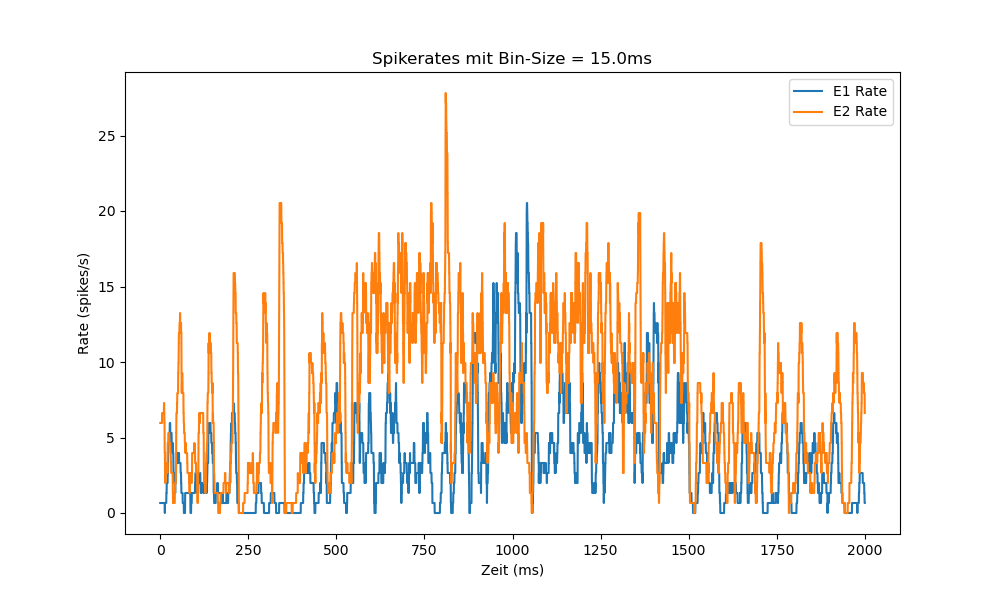 Spikerates mit Bin-Size = 15.0ms
E1 Rate
E2 Rate
25
20
15
10
5
0
Rate (spikes/s)
0 250 500 750 1000 1250 1500 1750 2000
Zeit (ms)